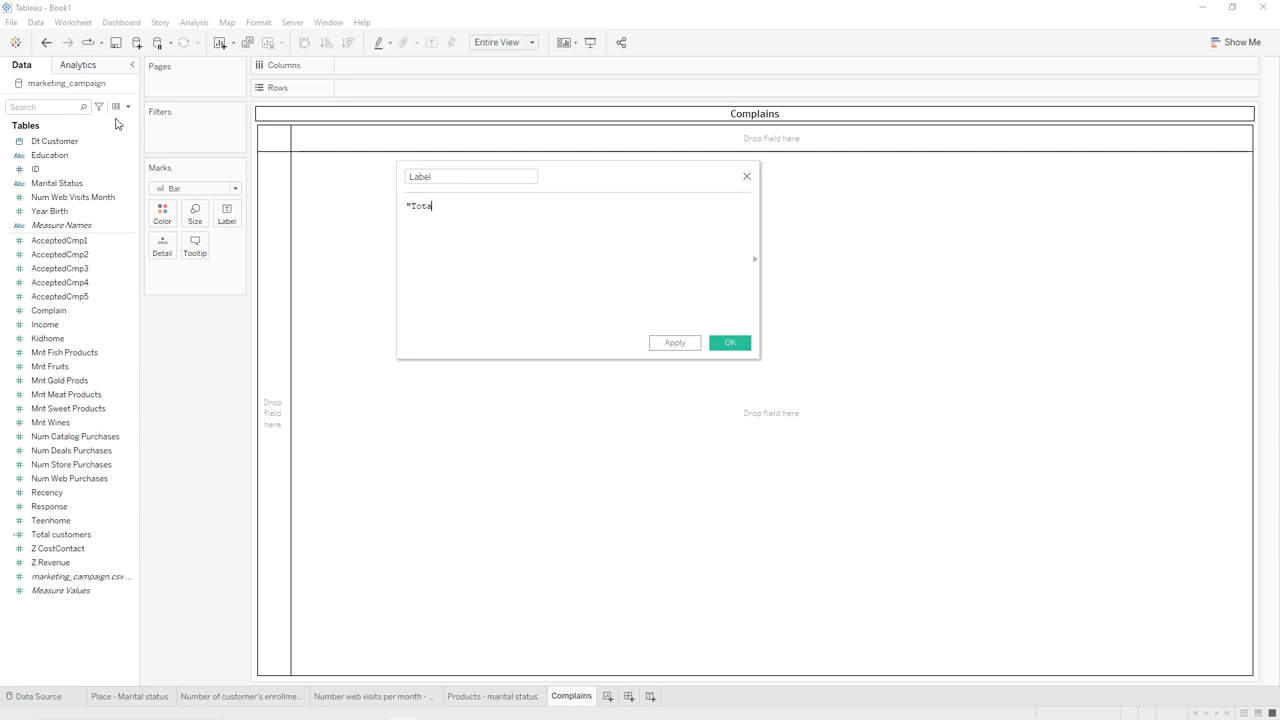 Tableau - Book1
File Data Worksheet Dashboard Story Analysis Map Format Server Window Help
Entire View
Show Me
Data Analytics
Pages
Columns
marketing_campaign
Rows
Search
Filters
Complains
Tables
Drop field here
Dt Customer
Education
ID
Marital Status
Num Web Visits Month
Year Birth
Measure Names
AcceptedCmp1
AcceptedCmp2
AcceptedCmp3
AcceptedCmp4
AcceptedCmp5
Complain
Income
Kidhome
Mnt Fish Products
Mnt Fruits
Mnt Gold Prods
Mnt Meat Products
Mnt Sweet Products
Mnt Wines
Num Catalog Purchases
Num Deals Purchases
Num Store Purchases
Num Web Purchases
Recency
Response
Teenhome
Total customers
Z CostContact
Z Revenue
marketing_campaign.csv ...
Measure Values
Marks
Bar
Color Size Label
Detail Tooltip
Label
"Tota
Apply OK
Drop
field
here
Drop field here
Data Source Place - Marital status Number of customer's enrollme... Number web visits per month - ... Products - marital status Complains